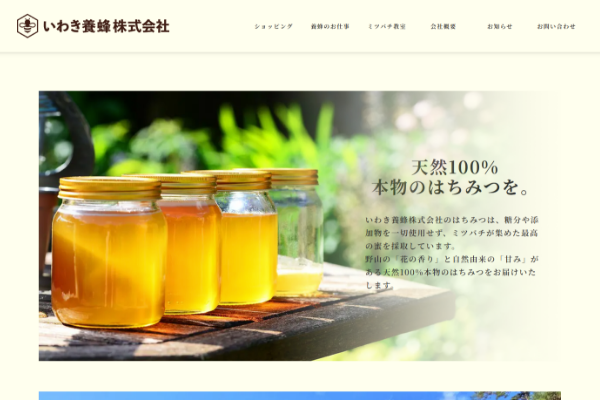 いわき養蜂株式会社
ショッピング 養蜂のお仕事 ミツバチ教室 会社概要 お知らせ お問い合わせ
天然100%
本物のはちみつを。
いわき養蜂株式会社のはちみつは、糖分や添
加物を一切使用せず、ミツバチが集めた最高
の蜜を採取しています。
野山の「花の香り」と自然由来の「甘み」が
ある天然100%本物のはちみつをお届けいた
します。